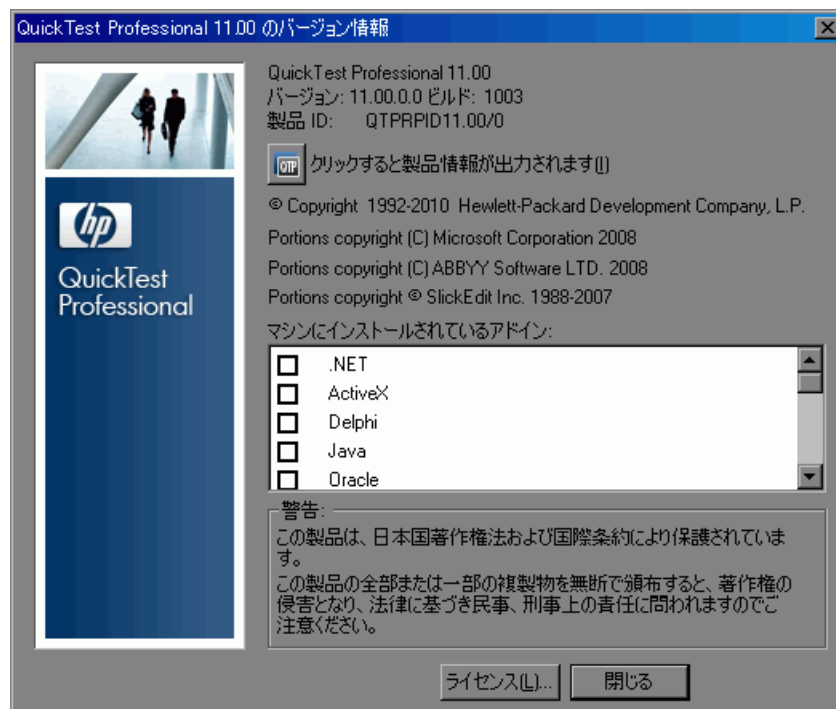 QuickTest Professional 11.00 のバージョン情報
QuickTest Professional 11.00
バージョン: 11.00.0.0 ビルド: 1003
製品 ID: QTPRPID11.00/0
QTP
クリックすると製品情報が出力されます(I)
© Copyright 1992-2010 Hewlett-Packard Development Company, L.P.
Portions copyright (C) Microsoft Corporation 2008
Portions copyright (C) ABBYY Software LTD. 2008
Portions copyright © SlickEdit Inc. 1988-2007
hp
QuickTest
Professional
マシンにインストールされているアドイン:
.NET
ActiveX
Delphi
Java
Oracle
警告:
この製品は、日本国著作権法および国際条約により保護されていま
す。
この製品の全部または一部の複製物を無断で頒布すると、著作権の
侵害となり、法律に基づき民事、刑事上の責任に問われますのでご
注意ください。
ライセンス(L)...
閉じる